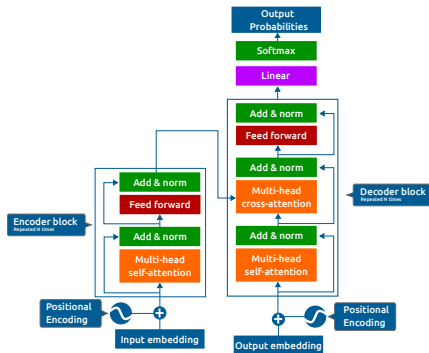 Output
Probabilities
Softmax
Linear
Add & norm
Feed forward
Add & norm
Multi-head
cross-attention
Add & norm
Multi-head
self-attention
Decoder block
Repeated N times
Add & norm
Feed forward
Add & norm
Multi-head
self-attention
Encoder block
Repeated N times
Positional
Encoding
Input embedding
Positional
Encoding
Output embedding